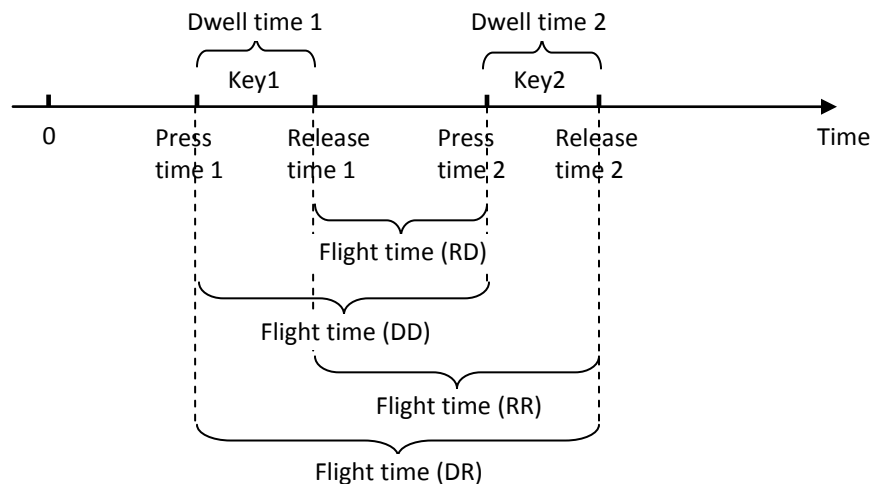 Dwell time 1
Dwell time 2
Key1
Key2
0
Press
time 1
Release
time 1
Press
time 2
Release
time 2
Time
Flight time (RD)
Flight time (DD)
Flight time (RR)
Flight time (DR)